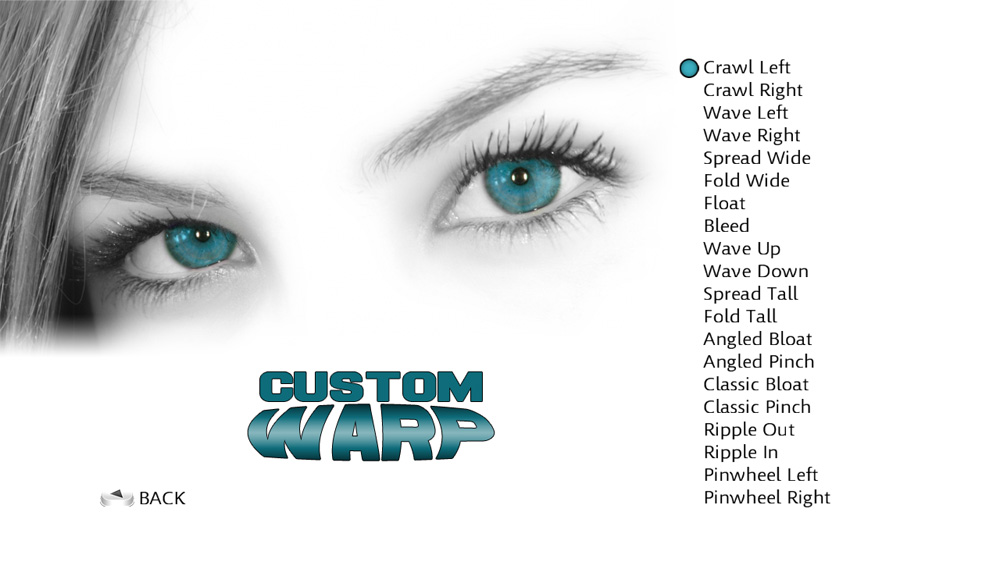 Crawl Left
Crawl Right
Wave Left
Wave Right
Spread Wide
Fold Wide
Float
Bleed
Wave Up
Wave Down
Spread Tall
Fold Tall
Angled Bloat
Angled Pinch
Classic Bloat
Classic Pinch
Ripple Out
Ripple In
Pinwheel Left
Pinwheel Right
CUSTOM
WARP
BACK